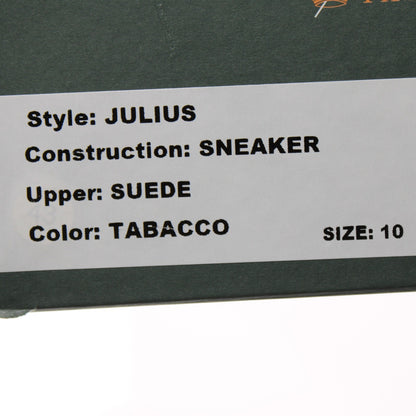 Style: JULIUS
Construction: SNEAKER
Upper: SUEDE
Color: TABACCO
SIZE: 10